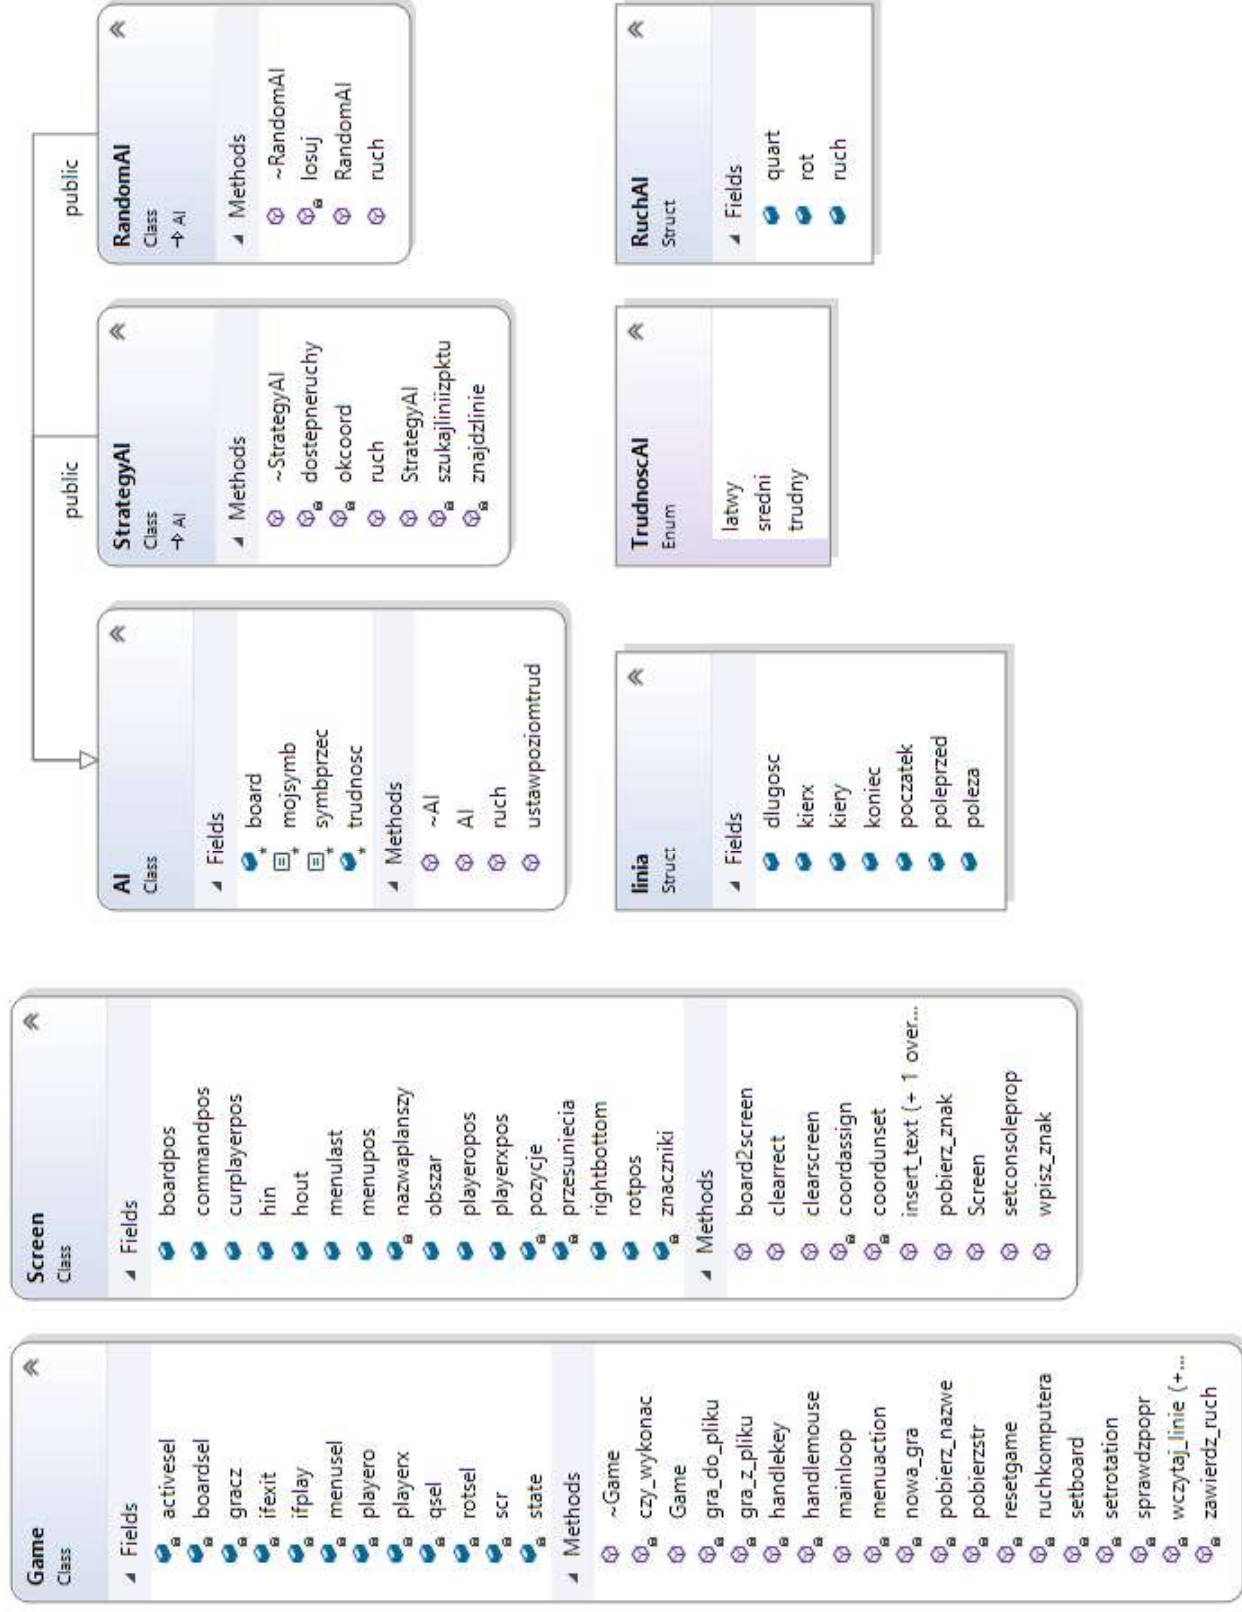 Game
Class
Fields
activesel
boardsel
gracz
ifexit
ifplay
menusel
playero
playerx
qsel
rotsel
scr
state
Methods
~Game
czy_wykonac
Game
gra_do_pliku
gra_z_pliku
handlekey
handlemouse
mainloop
menuaction
nowa_gra
pobierz_nazwe
pobierzstr
resetgame
ruchkomputera
setboard
setrotation
sprawdzpopr
wczytaj_linie (+...
zawierdz_ruch
Screen
Class
Fields
boardpos
commandpos
curplayerpos
hin
hout
menulast
menupos
nazwaplanszy
obszar
playeropos
playerxpos
pozycje
przesuniecia
rightbottom
rotpos
znaczniki
Methods
board2screen
clearrect
clearscreen
coordassign
coordunset
insert_text (+ 1 over...
pobierz_znak
Screen
setconsoleprop
wpisz_znak
AI
Class
Fields
board
mojsymb
symbprzec
trudnosc
Methods
~AI
AI
ruch
ustawpoziomtrud
public
StrategyAI
Class
AI
Methods
~StrategyAI
dostepneruchy
okcoord
ruch
StrategyAI
szukajliniizpktu
znajdzlinie
public
RandomAI
Class
AI
Methods
~RandomAI
losuj
RandomAI
ruch
linia
Struct
Fields
dlugosc
kierx
kiery
koniec
poczatek
poleprzed
poleza
TrudnoscAI
Enum
latwy
sredni
trudny
RuchAI
Struct
Fields
quart
rot
ruch